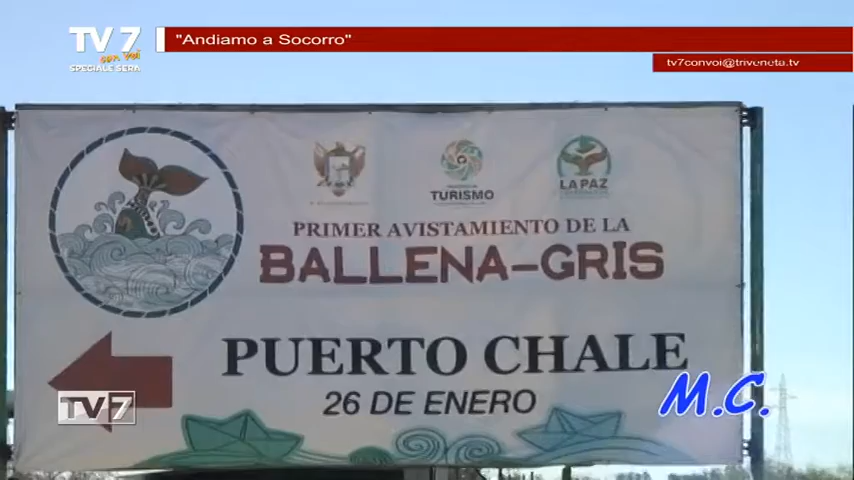 TV7
con voi
SPECIALE SERA
"Andiamo a Socorro"
tv7convoi@triveneta.tv
TURISMO
LA PAZ
PRIMER AVISTAMIENTO DE LA
BALLENA-GRIS
PUERTO CHALE
26 DE ENERO
TV7
M.C.